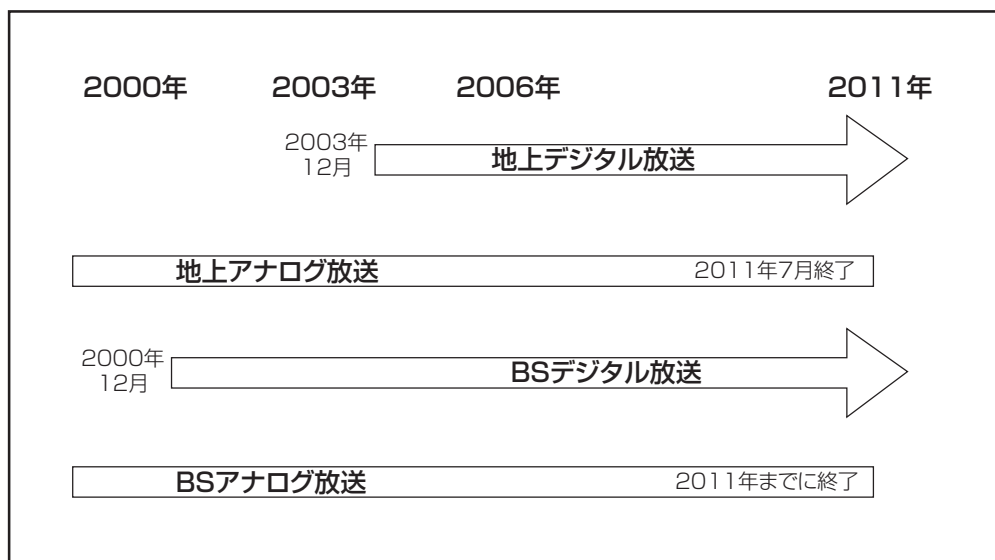 2000年 2003年 2006年 2011年
2003年
12月
地上デジタル放送
地上アナログ放送 2011年7月終了
2000年
12月
BSデジタル放送
BSアナログ放送 2011年までに終了